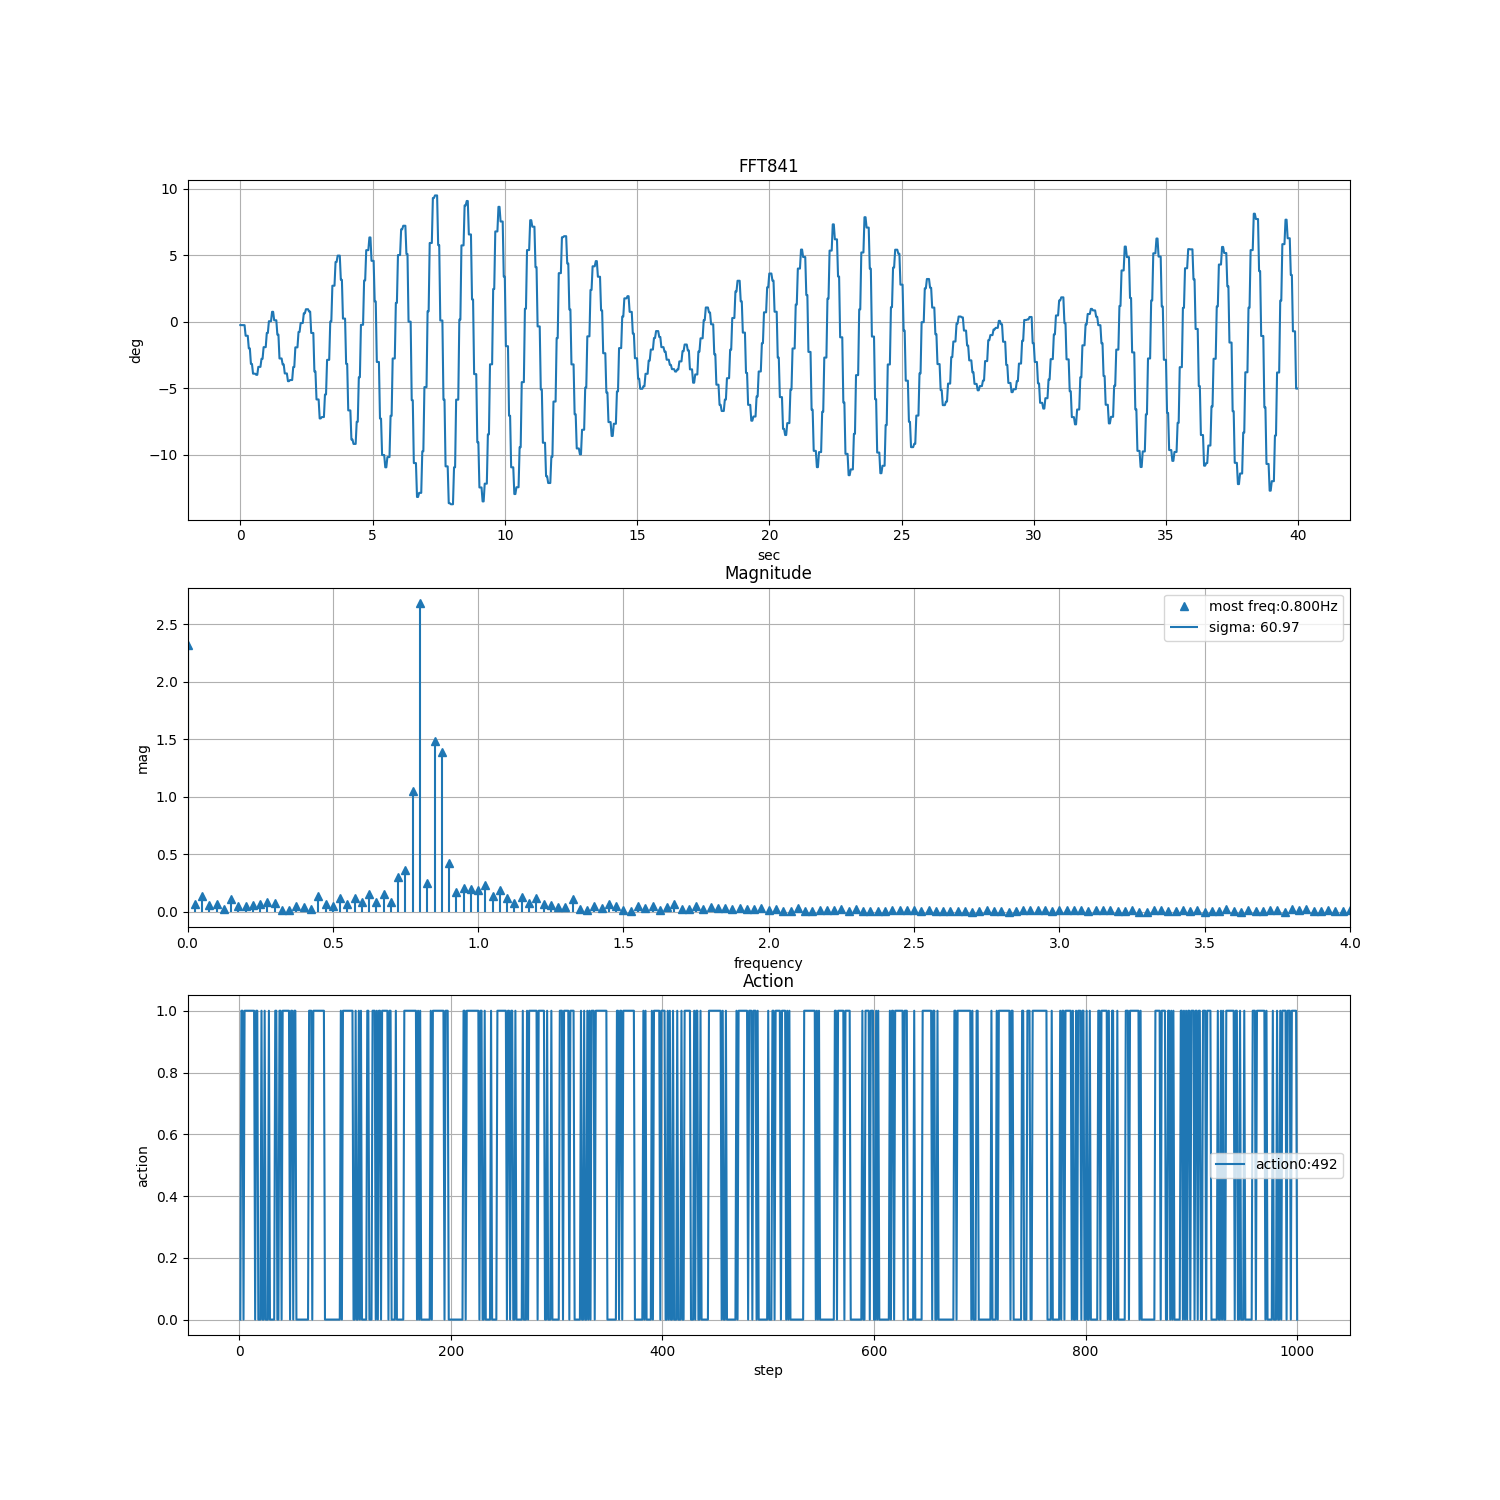 FFT841
10
5
0
−5
−10
deg
0 5 10 15 20 25 30 35 40
sec
Magnitude
most freq:0.800Hz
sigma: 60.97
2.5
2.0
1.5
1.0
0.5
0.0
mag
0.0 0.5 1.0 1.5 2.0 2.5 3.0 3.5 4.0
frequency
Action
1.0
0.8
0.6
0.4
0.2
0.0
action
action0:492
0 200 400 600 800 1000
step